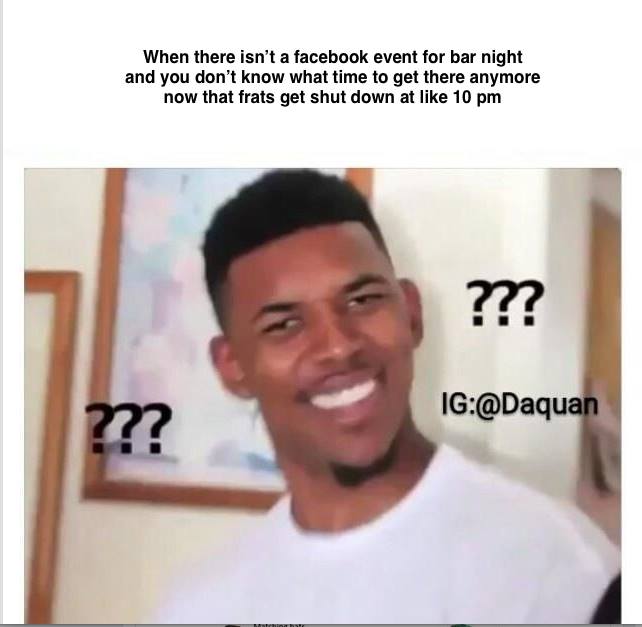 When there isn’t a facebook event for bar night
and you don’t know what time to get there anymore
now that frats get shut down at like 10 pm
???
IG:@Daquan
???